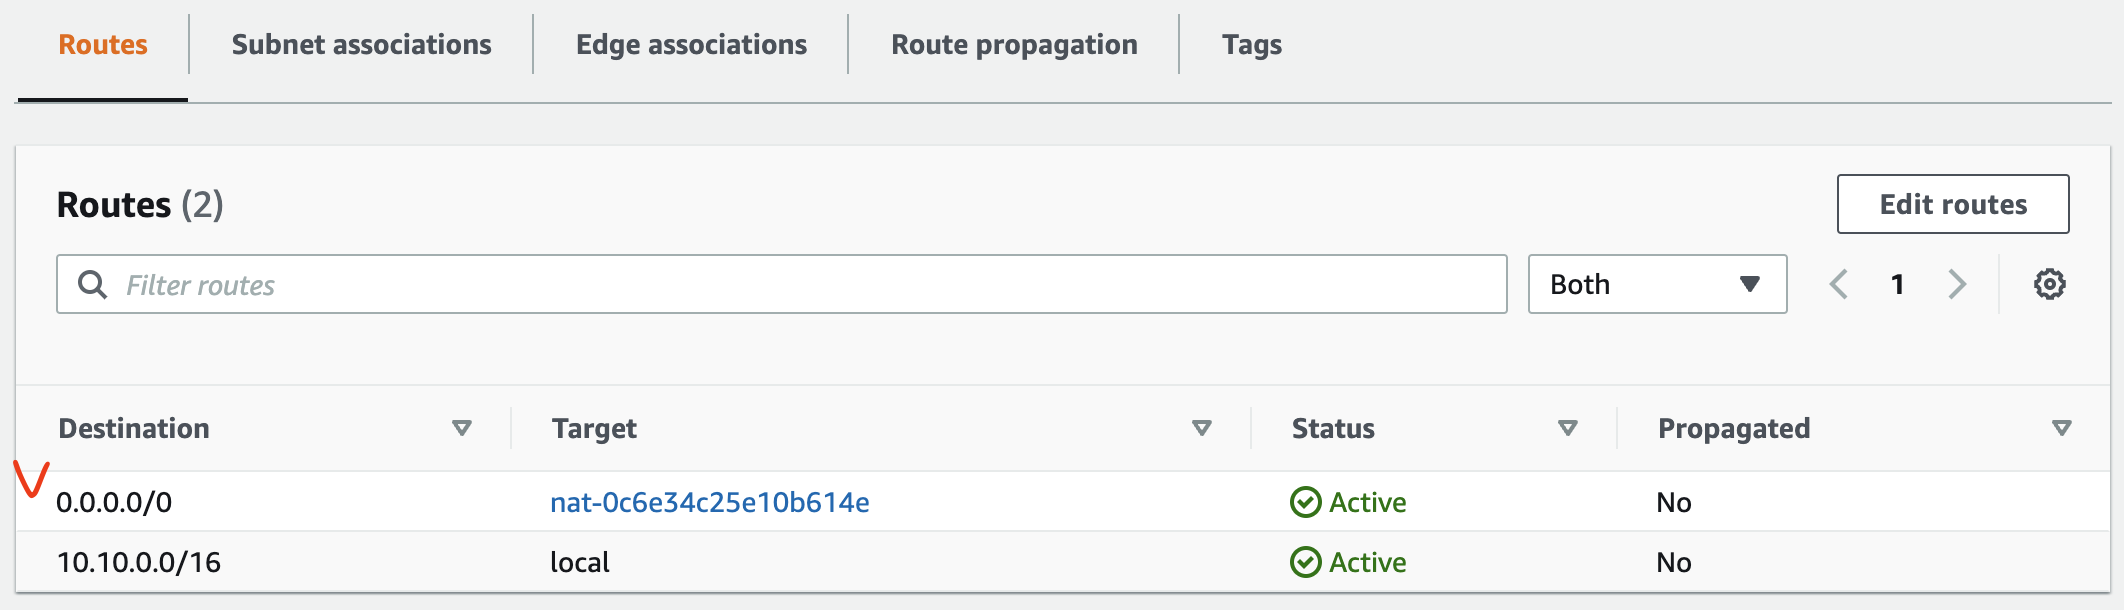 Routes Subnet associations Edge associations Route propagation Tags
Routes (2) Edit routes
Filter routes Both 1
Destination Target Status Propagated
0.0.0.0/0 nat-0c6e34c25e10b614e Active No
10.10.0.0/16 local Active No